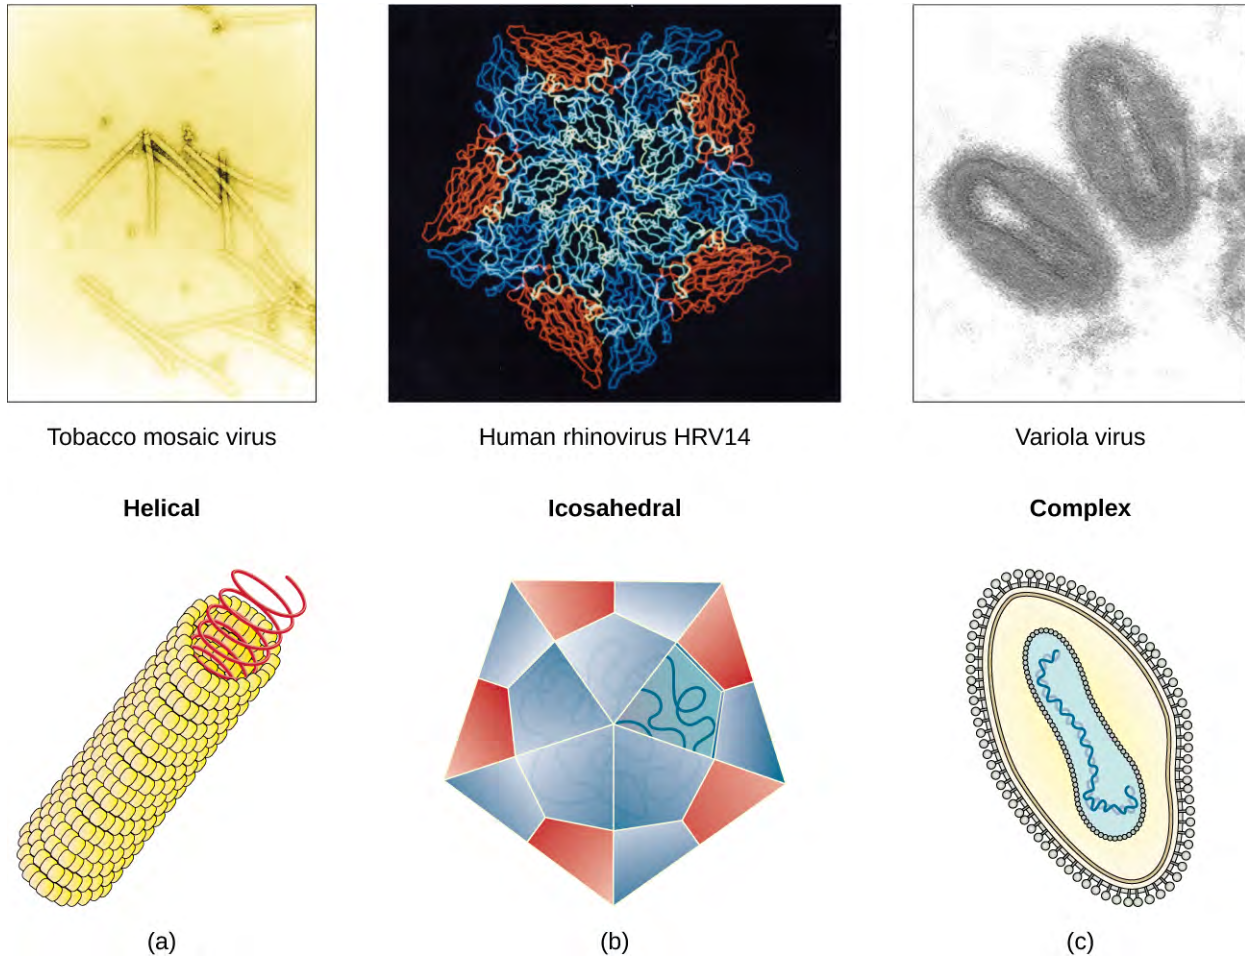 Tobacco mosaic virus
Human rhinovirus HRV14
Variola virus
Helical
Icosahedral
Complex
(a)
(b)
(c)